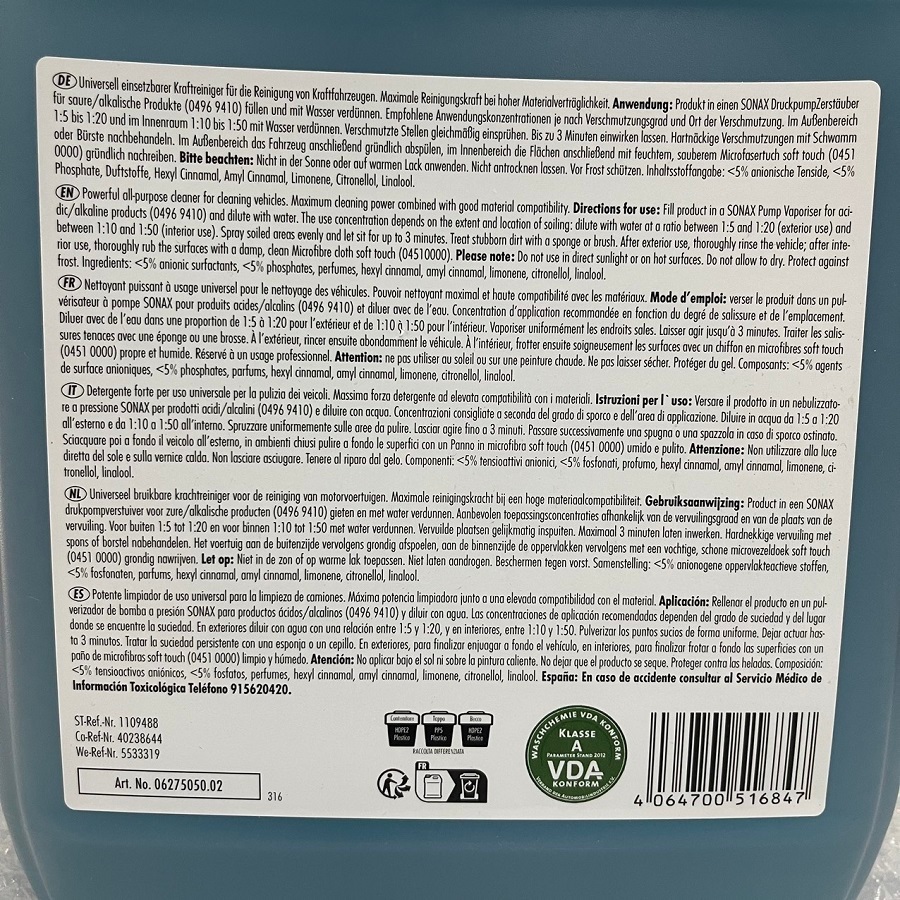 DE Universell einsetzbarer Kraftreiniger für die Reinigung von Kraftfahrzeugen. Maximale Reinigungskraft bei hoher Materialverträglichkeit. Anwendung: Produkt in einen SONAX DruckpumpZerstäuber
für saure/alkalische Produkte (0496 9410) füllen und mit Wasser verdünnen. Empfohlene Anwendungskonzentrationen je nach Verschmutzungsgrad und Ort der Verschmutzung. Im Außenbereich
1:5 bis 1:20 und im Innenraum 1:10 bis 1:50 mit Wasser verdünnen. Verschmutzte Stellen gleichmäßig einsprühen. Bis zu 3 Minuten einwirken lassen. Hartnäckige Verschmutzungen mit Schwamm
oder Bürste nachbehandeln. Im Außenbereich das Fahrzeug anschließend gründlich abspülen, im Innenbereich die Flächen anschließend mit feuchtem, sauberem Microfasertuch soft touch (0451
0000) gründlich nachreiben. Bitte beachten: Nicht in der Sonne oder auf warmen Lack anwenden. Nicht antrocknen lassen. Vor Frost schützen. Inhaltsstoffangabe: <5% anionische Tenside, <5%
Phosphate, Duftstoffe, Hexyl Cinnamal, Amyl Cinnamal, Limonene, Citronellol, Linalool.
EN Powerful all-purpose cleaner for cleaning vehicles. Maximum cleaning power combined with good material compatibility. Directions for use: Fill product in a SONAX Pump Vaporiser for aci-
dic/alkaline products (0496 9410) and dilute with water. The use concentration depends on the extent and location of soiling: dilute with water at a ratio between 1:5 and 1:20 (exterior use) and
between 1:10 and 1:50 (interior use). Spray soiled areas evenly and let sit for up to 3 minutes. Treat stubborn dirt with a sponge or brush. After exterior use, thoroughly rinse the vehicle; after inte-
rior use, thoroughly rub the surfaces with a damp, clean Microfibre cloth soft touch (04510000). Please note: Do not use in direct sunlight or on hot surfaces. Do not allow to dry. Protect against
frost. Ingredients: <5% anionic surfactants, <5% phosphates, perfumes, hexyl cinnamal, amyl cinnamal, limonene, citronellol, linalool.
FR Nettoyant puissant à usage universel pour le nettoyage des véhicules. Pouvoir nettoyant maximal et haute compatibilité avec les matériaux. Mode d'emploi: verser le produit dans un pul-
vérisateur à pompe SONAX pour produits acides/alcalins (0496 9410) et diluer avec de l'eau. Concentration d'application recommandée en fonction du degré de salissure et de l'emplacement.
Diluer avec de l'eau dans une proportion de 1:5 à 1:20 pour l'extérieur et de 1:10 à 1:50 pour l'intérieur. Vaporiser uniformément les endroits sales. Laisser agir jusqu'à 3 minutes. Traiter les salis-
sures tenaces avec une éponge ou une brosse. À l'extérieur, rincer ensuite abondamment le véhicule. À l'intérieur, frotter ensuite soigneusement les surfaces avec un chiffon en microfibres soft touch
(0451 0000) propre et humide. Réservé à un usage professionnel. Attention: ne pas utiliser au soleil ou sur une peinture chaude. Ne pas laisser sécher. Protéger du gel. Composants: <5% agents
de surface anioniques, <5% phosphates, parfums, hexyl cinnamal, amyl cinnamal, limonene, citronellol, linalool.
IT Detergente forte per uso universale per la pulizia dei veicoli. Massima forza detergente ad elevata compatibilità con i materiali. Istruzioni per l`uso: Versare il prodotto in un nebulizzato-
re a pressione SONAX per prodotti acidi/alcalini (0496 9410) e diluire con acqua. Concentrazioni consigliate a seconda del grado di sporco e dell'area di applicazione. Diluire in acqua da 1:5 a 1:20
all'esterno e da 1:10 a 1:50 all'interno. Spruzzare uniformemente sulle aree da pulire. Lasciar agire fino a 3 minuti. Passare successivamente una spugna o una spazzola in caso di sporco ostinato.
Sciacquare poi a fondo il veicolo all'esterno, in ambienti chiusi pulire a fondo le superfici con un Panno in microfibra soft touch (0451 0000) umido e pulito. Attenzione: Non utilizzare alla luce
diretta del sole e sulla vernice calda. Non lasciare asciugare. Tenere al riparo dal gelo. Componenti: <5% tensioattivi anionici, <5% fosfonati, profumo, hexyl cinnamal, amyl cinnamal, limonene, ci-
tronellol, linalool.
NL Universeel bruikbare krachtreiniger voor de reiniging van motorvoertuigen. Maximale reinigingskracht bij een hoge materiaalcompatibiliteit. Gebruiksaanwijzing: Product in een SONAX
drukpompverstuiver voor zure/alkalische producten (0496 9410) gieten en met water verdunnen. Aanbevolen toepassingsconcentraties afhankelijk van de vervuilingsgraad en van de plaats van de
vervuiling. Voor buiten 1:5 tot 1:20 en voor binnen 1:10 tot 1:50 met water verdunnen. Vervuilde plaatsen gelijkmatig inspuiten. Maximaal 3 minuten laten inwerken. Hardnekkige vervuiling met
spons of borstel nabehandelen. Het voertuig aan de buitenzijde vervolgens grondig afspoelen, aan de binnenzijde de oppervlakken vervolgens met een vochtige, schone microvezeldoek soft touch
(0451 0000) grondig nawrijven. Let op: Niet in de zon of op warme lak toepassen. Niet laten aandrogen. Beschermen tegen vorst. Samenstelling: <5% anionogene oppervlakteactieve stoffen,
<5% fosfonaten, parfums, hexyl cinnamal, amyl cinnamal, limonene, citronellol, linalool.
ES Potente limpiador de uso universal para la limpieza de camiones. Máxima potencia limpiadora junto a una elevada compatibilidad con el material. Aplicación: Rellenar el producto en un pul-
verizador de bomba a presión SONAX para productos ácidos/alcalinos (0496 9410) y diluir con agua. Las concentraciones de aplicación recomendadas dependen del grado de suciedad y del lugar
donde se encuentre la suciedad. En exteriores diluir con agua con una relación entre 1:5 y 1:20, y en interiores, entre 1:10 y 1:50. Pulverizar los puntos sucios de forma uniforme. Dejar actuar has-
ta 3 minutos. Tratar la suciedad persistente con una esponja o un cepillo. En exteriores, para finalizar enjuagar a fondo el vehículo, en interiores, para finalizar frotar a fondo las superficies con un
paño de microfibras soft touch (0451 0000) limpio y húmedo. Atención: No aplicar bajo el sol ni sobre la pintura caliente. No dejar que el producto se seque. Proteger contra las heladas. Composición:
<5% tensioactivos aniónicos, <5% fosfatos, perfumes, hexyl cinnamal, amyl cinnamal, limonene, citronellol, linalool. España: En caso de accidente consultar al Servicio Médico de
Información Toxicológica Teléfono 915620420.
ST-Ref.-Nr. 1109488
Co-Ref-Nr. 40238644
We-Ref-Nr. 5533319
Art. No. 06275050.02
316
Contenitore Tappo Becco
HDPE2 PP5 HDPE2
Plastica Plastica Plastica
RACCOLTA DIFFERENZIATA
FR
WASCHCHEMIE VDA KONFORM
KLASSE
A
PARAMETER STAND 2012
VDA
KONFORM
VERBAND DER AUTOMOBILINDUSTRIE E.V.
4 064700 516847